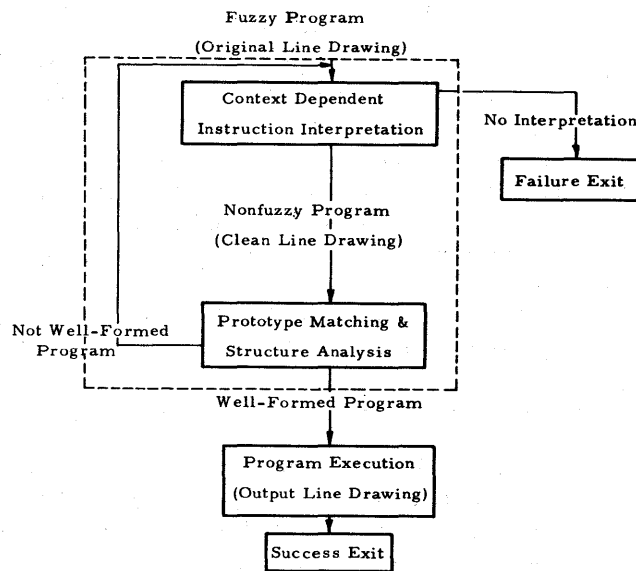 Fuzzy Program
(Original Line Drawing)
Context Dependent
Instruction Interpretation
No Interpretation
Failure Exit
Nonfuzzy Program
(Clean Line Drawing)
Not Well-Formed
Program
Prototype Matching &
Structure Analysis
Well-Formed Program
Program Execution
(Output Line Drawing)
Success Exit